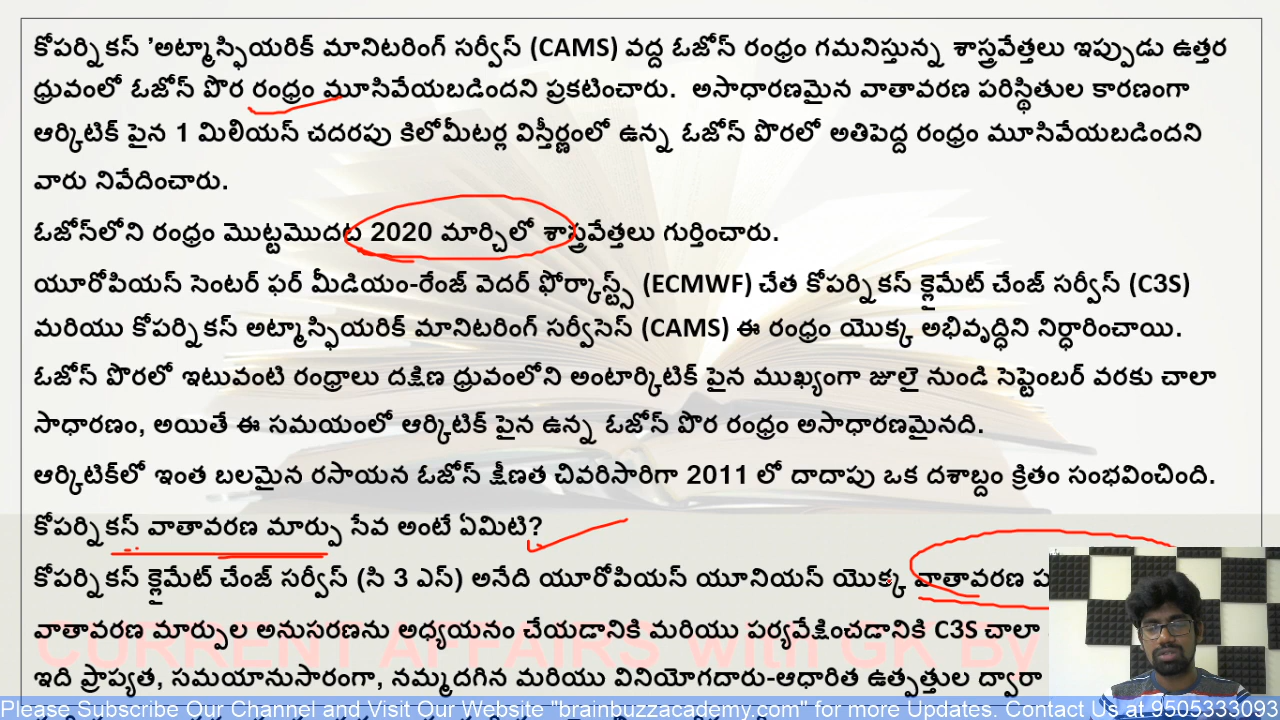 కోపర్నికస్ 'అట్మాస్ఫియరిక్ మానిటరింగ్ సర్వీస్ (CAMS) వద్ద ఓజోన్ రంధ్రం గమనిస్తున్న శాస్త్రవేత్తలు ఇప్పుడు ఉత్తర
ధ్రువంలో ఓజోన్ పొర రంధ్రం మూసివేయబడిందని ప్రకటించారు. అసాధారణమైన వాతావరణ పరిస్థితుల కారణంగా
ఆర్కిటిక్ పైన 1 మిలియన్ చదరపు కిలోమీటర్ల విస్తీర్ణంలో ఉన్న ఓజోన్ పొరలో అతిపెద్ద రంధ్రం మూసివేయబడిందని
వారు నివేదించారు.
ఓజోన్‌లోని రంధ్రం మొట్టమొదట 2020 మార్చిలో శాస్త్రవేత్తలు గుర్తించారు.
యూరోపియన్ సెంటర్ ఫర్ మీడియం-రేంజ్ వెదర్ ఫోర్కాస్ట్స్ (ECMWF) చేత కోపర్నికస్ క్లైమేట్ చేంజ్ సర్వీస్ (C3S)
మరియు కోపర్నికస్ అట్మాస్ఫియరిక్ మానిటరింగ్ సర్వీసెస్ (CAMS) ఈ రంధ్రం యొక్క అభివృద్ధిని నిర్ధారించాయి.
ఓజోన్ పొరలో ఇటువంటి రంధ్రాలు దక్షిణ ధ్రువంలోని అంటార్కిటిక్ పైన ముఖ్యంగా జూలై నుండి సెప్టెంబర్ వరకు చాలా
సాధారణం, అయితే ఈ సమయంలో ఆర్కిటిక్ పైన ఉన్న ఓజోన్ పొర రంధ్రం అసాధారణమైనది.
ఆర్కిటిక్‌లో ఇంత బలమైన రసాయన ఓజోన్ క్షీణత చివరిసారిగా 2011 లో దాదాపు ఒక దశాబ్దం క్రితం సంభవించింది.
కోపర్నికస్ వాతావరణ మార్పు సేవ అంటే ఏమిటి?
కోపర్నికస్ క్లైమేట్ చేంజ్ సర్వీస్ (సి 3 ఎస్) అనేది యూరోపియన్ యూనియన్ యొక్క వాతావరణ
వాతావరణ మార్పుల అనుసరణను అధ్యయనం చేయడానికి మరియు పర్యవేక్షించడానికి C3S చాలా
CURRENT AFFAIRS with GK By
ఇది ప్రాప్యత, సమయానుసారంగా, నమ్మదగిన మరియు వినియోగదారు-ఆధారిత ఉత్పత్తుల ద్వారా
Please Subscribe Our Channel and Visit Our Website "brainbuzzacademy.com" for more Updates. Contact Us at 9505333093